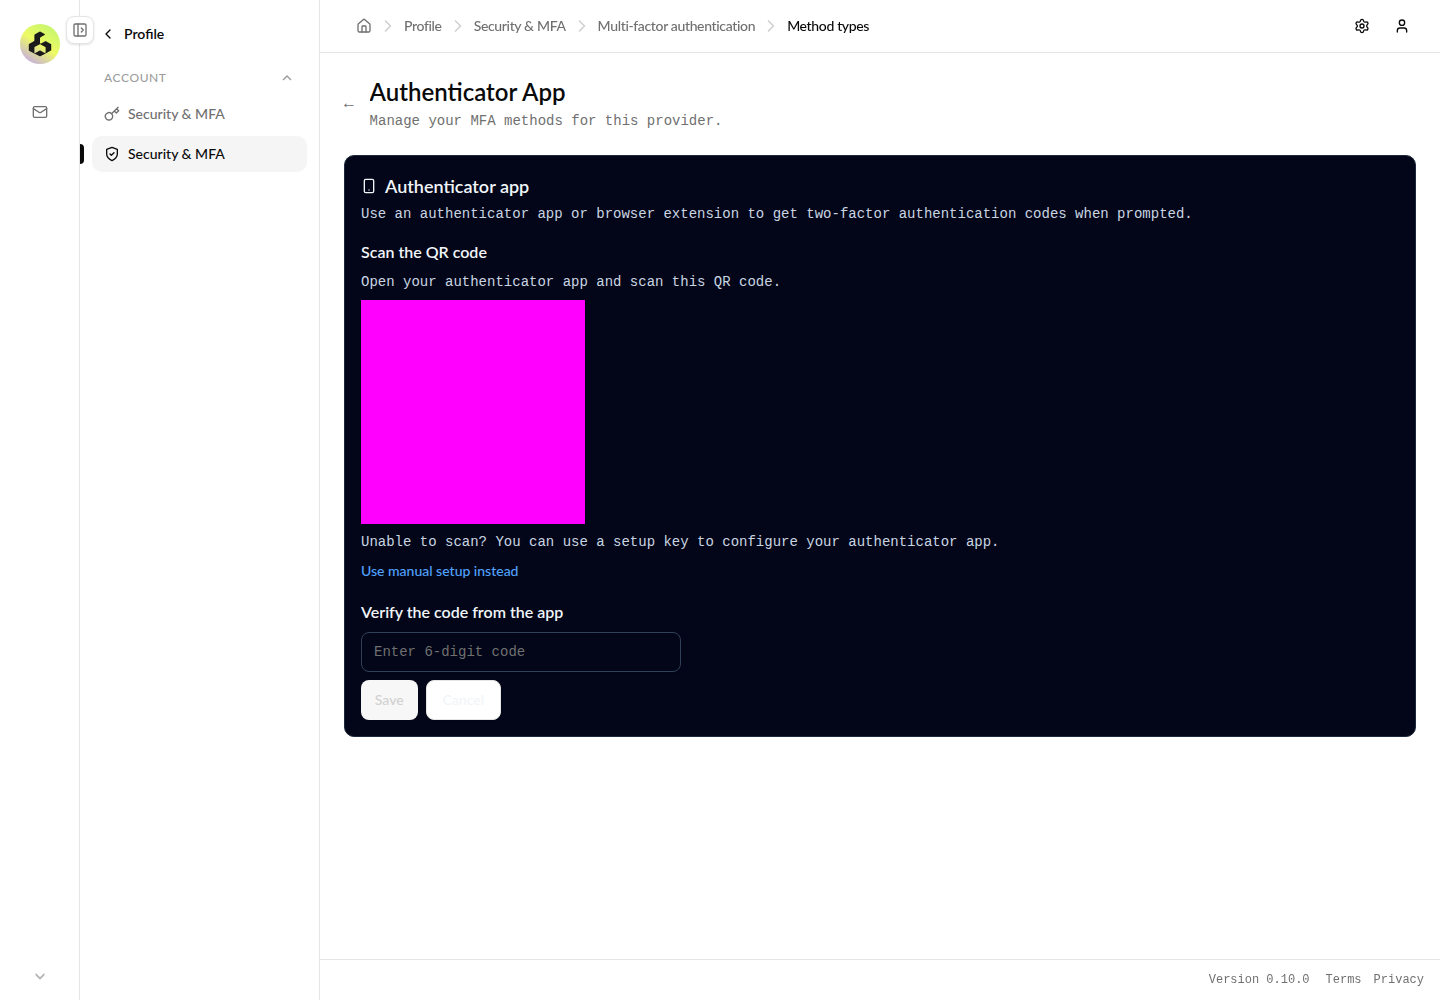 Profile
ACCOUNT
Security & MFA
Security & MFA
Profile
Security & MFA
Multi-factor authentication
Method types
←
Authenticator App
Manage your MFA methods for this provider.
Authenticator app
Use an authenticator app or browser extension to get two-factor authentication codes when prompted.
Scan the QR code
Open your authenticator app and scan this QR code.
Unable to scan? You can use a setup key to configure your authenticator app.
Use manual setup instead
Verify the code from the app
Enter 6-digit code
Save
Cancel
Version 0.10.0
Terms
Privacy